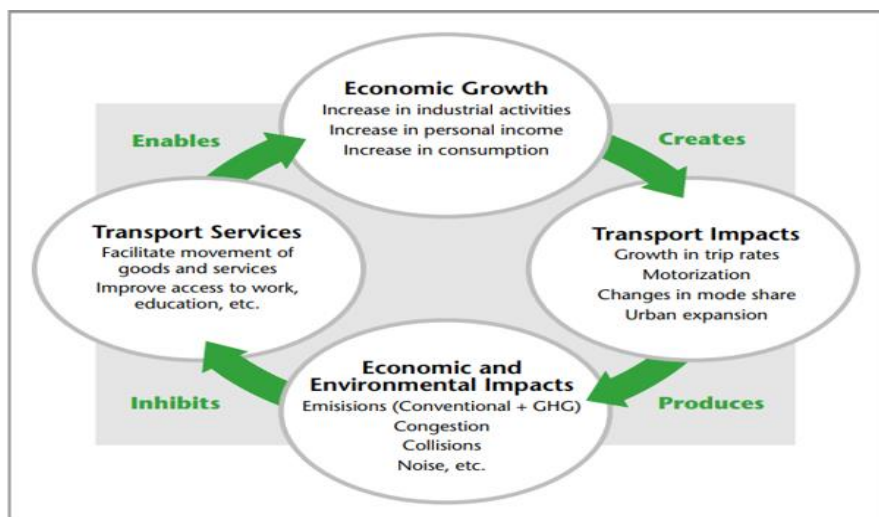 Economic Growth
Increase in industrial activities
Increase in personal income
Increase in consumption
Enables
Creates
Transport Services
Facilitate movement of
goods and services
Improve access to work,
education, etc.
Transport Impacts
Growth in trip rates
Motorization
Changes in mode share
Urban expansion
Economic and
Environmental Impacts
Emisisions (Conventional + GHG)
Congestion
Collisions
Noise, etc.
Inhibits
Produces